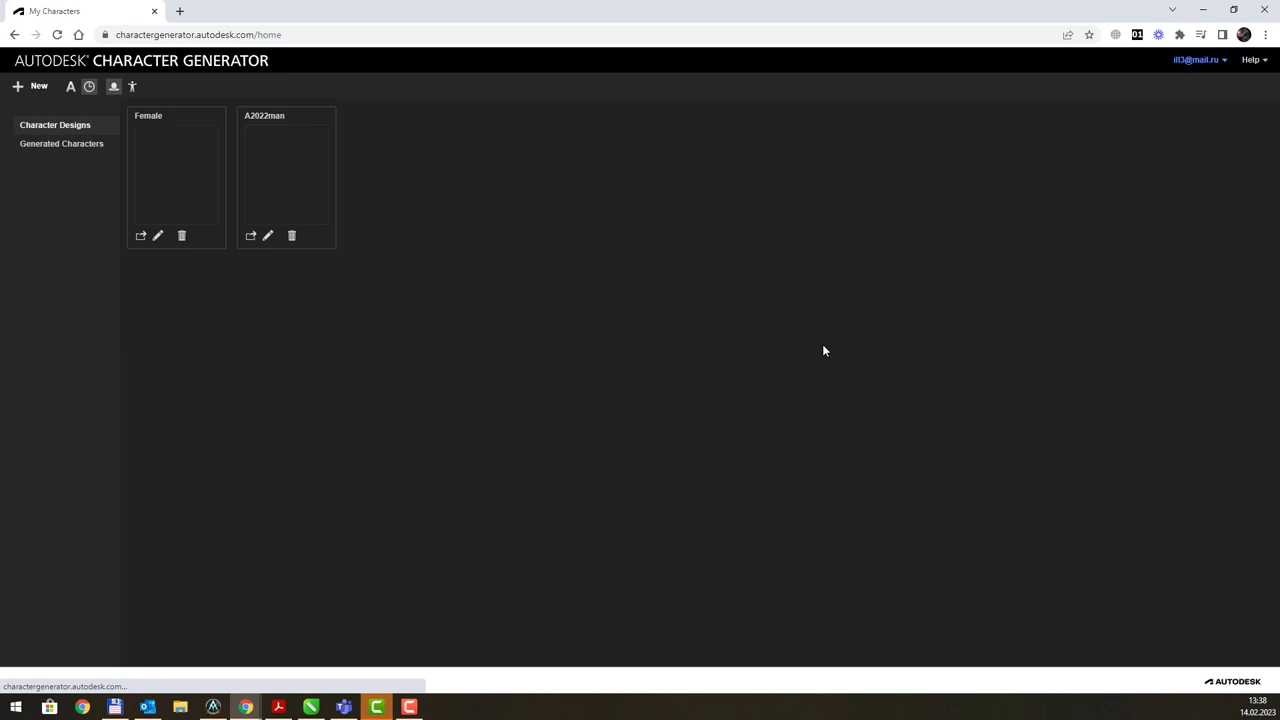 My Characters
charactergenerator.autodesk.com/home
01
AUTODESK® CHARACTER GENERATOR
ill3@mail.ru
Help
New
A
Character Designs
Generated Characters
Female
A2022man
AUTODESK
charactergenerator.autodesk.com...
13:38
14.02.2023